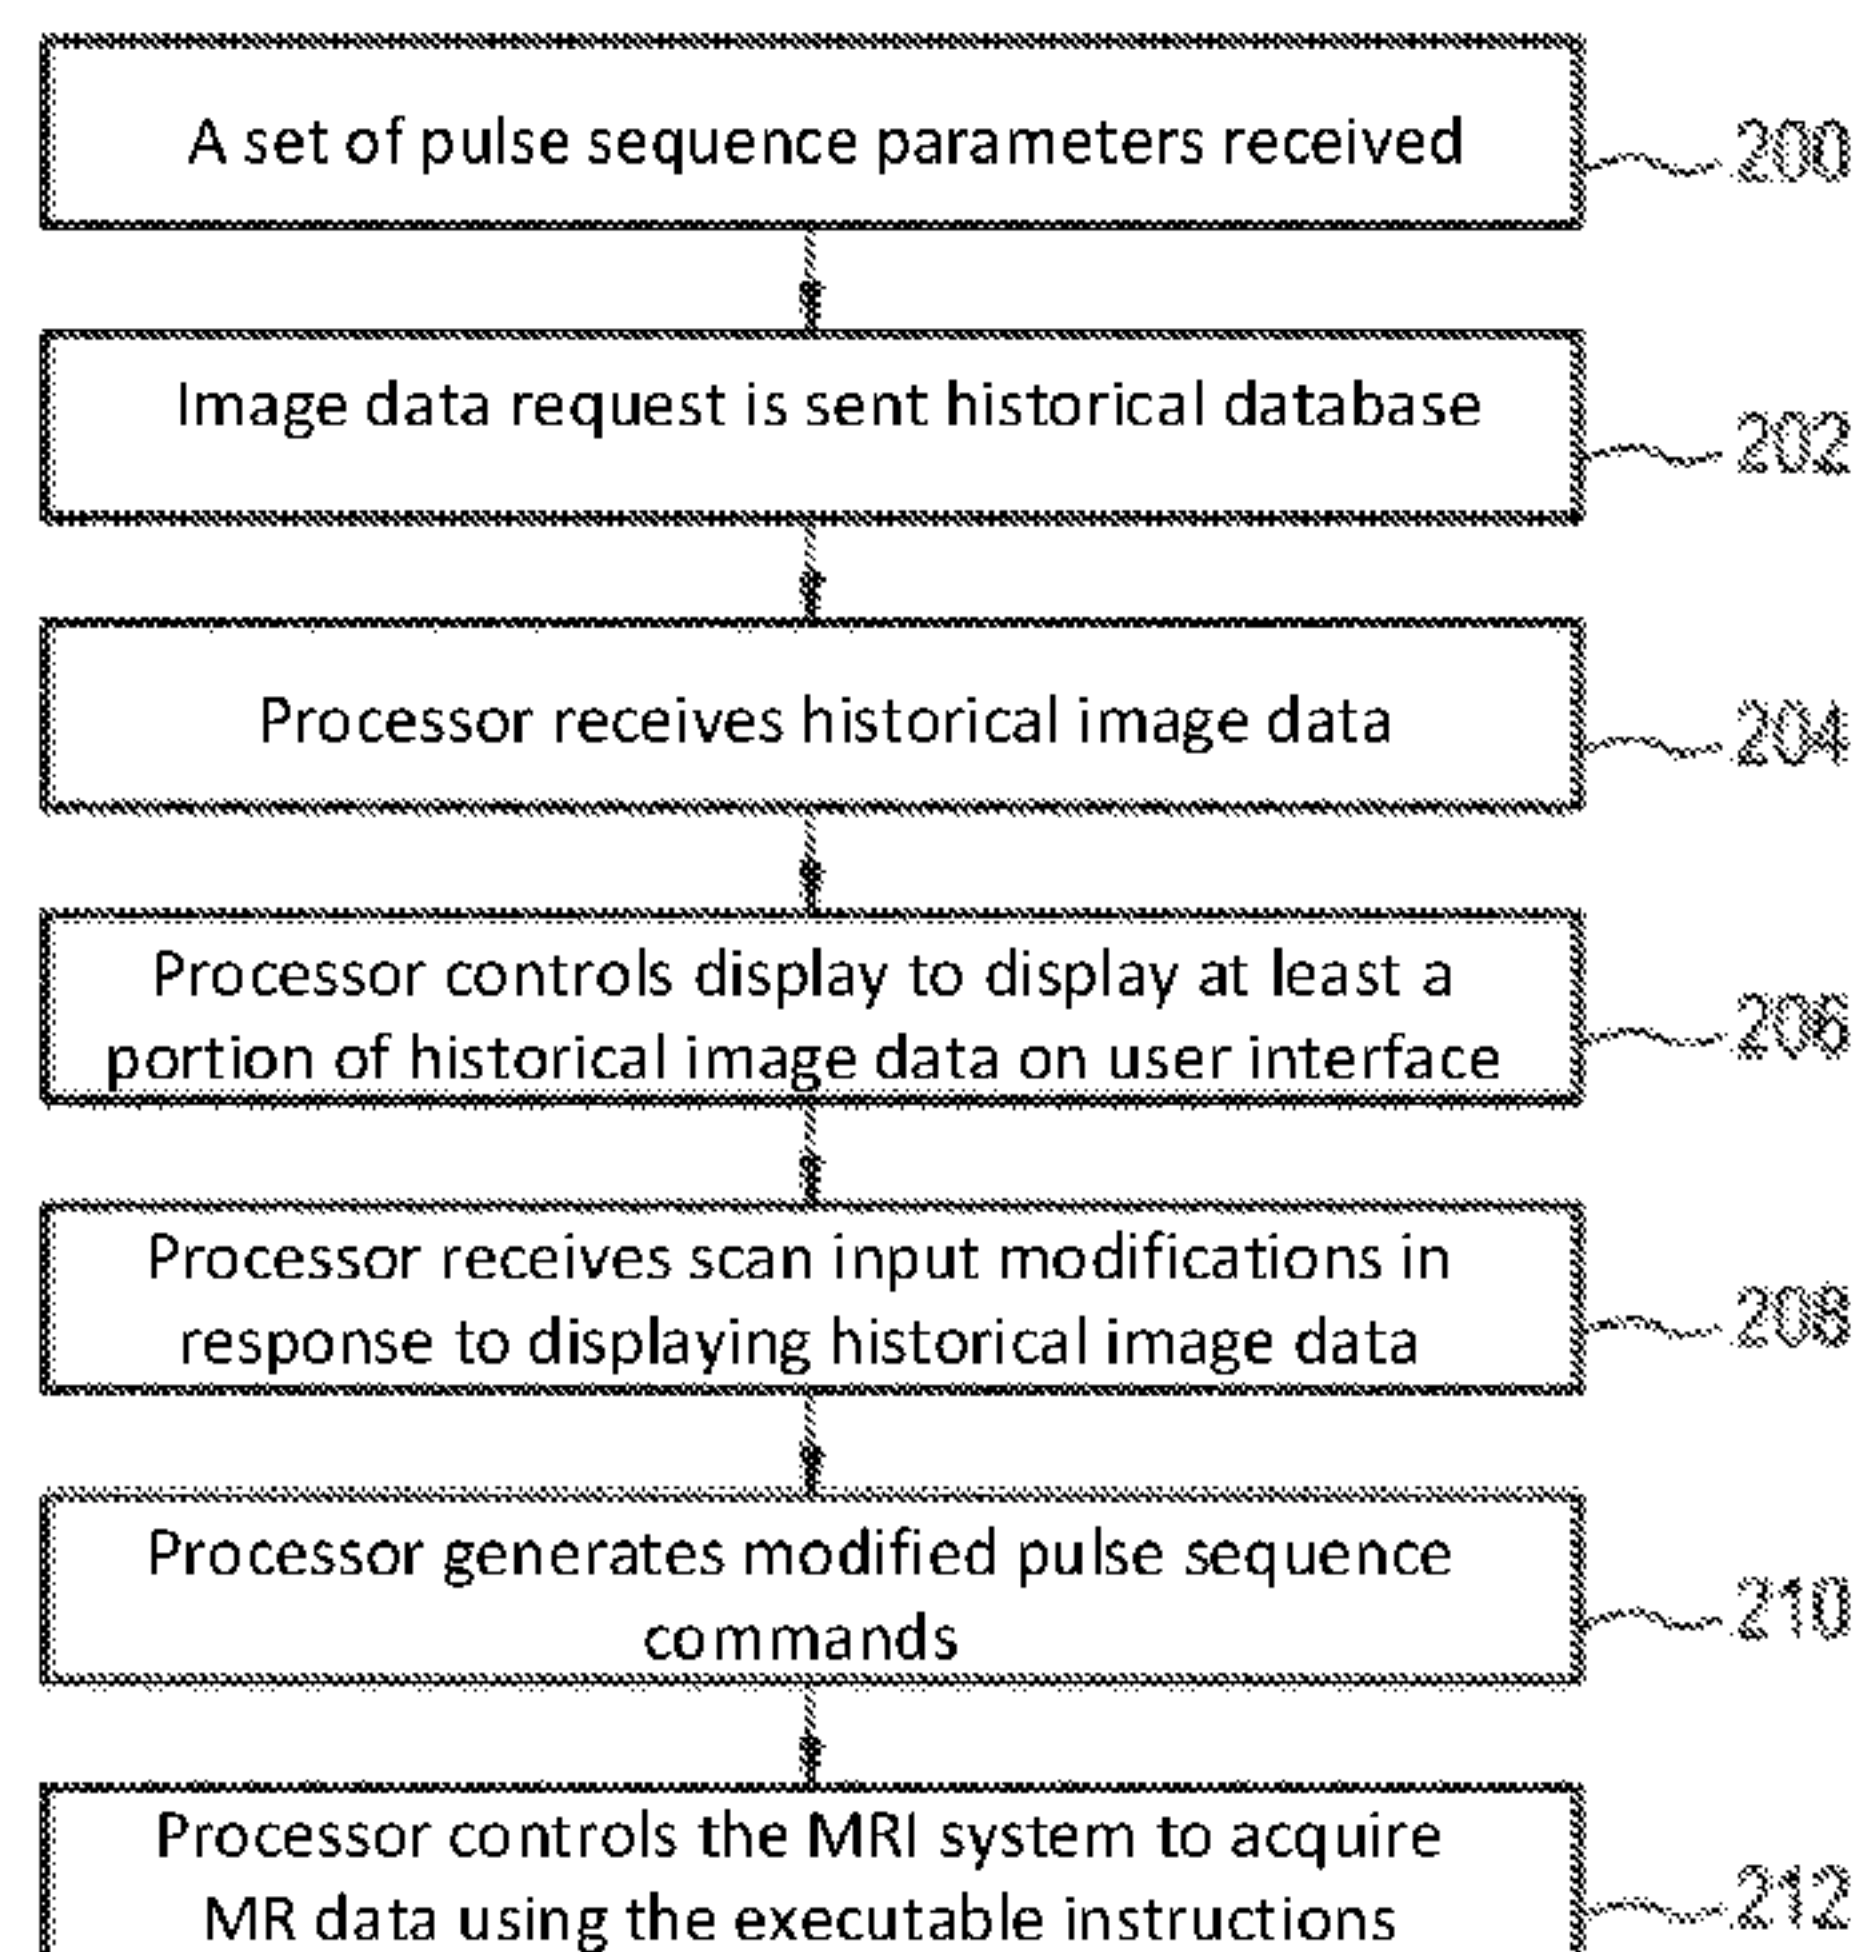 A set of pulse sequence parameters received
200
Image data request is sent historical database
202
Processor receives historical image data
204
Processor controls display to display at least a
portion of historical image data on user interface
206
Processor receives scan input modifications in
response to displaying historical image data
208
Processor generates modified pulse sequence
commands
210
Processor controls the MRI system to acquire
MR data using the executable instructions
212